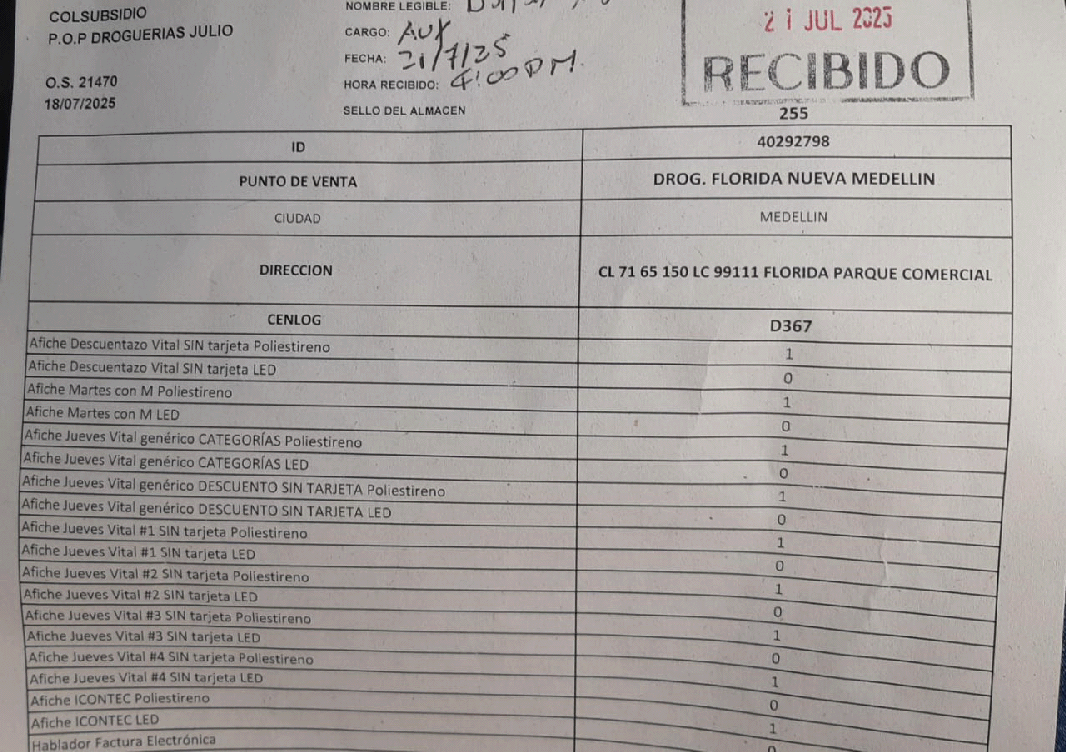 COLSUBSIDIO
P.O.P DROGUERIAS JULIO
O.S. 21470
18/07/2025
NOMBRE LEGIBLE:
CARGO: AUX
FECHA: 21/7/25
HORA RECIBIDO: 4:00 PM
SELLO DEL ALMACEN
21 JUL 2025
RECIBIDO
255
ID 40292798
PUNTO DE VENTA DROG. FLORIDA NUEVA MEDELLIN
CIUDAD MEDELLIN
DIRECCION CL 71 65 150 LC 99111 FLORIDA PARQUE COMERCIAL
CENLOG D367
Afiche Descuentazo Vital SIN tarjeta Poliestireno 1
Afiche Descuentazo Vital SIN tarjeta LED 0
Afiche Martes con M Poliestireno 1
Afiche Martes con M LED 0
Afiche Jueves Vital genérico CATEGORÍAS Poliestireno 1
Afiche Jueves Vital genérico CATEGORÍAS LED 0
Afiche Jueves Vital genérico DESCUENTO SIN TARJETA Poliestireno 1
Afiche Jueves Vital genérico DESCUENTO SIN TARJETA LED 0
Afiche Jueves Vital #1 SIN tarjeta Poliestireno 1
Afiche Jueves Vital #1 SIN tarjeta LED 0
Afiche Jueves Vital #2 SIN tarjeta Poliestireno 1
Afiche Jueves Vital #2 SIN tarjeta LED 0
Afiche Jueves Vital #3 SIN tarjeta Poliestireno 1
Afiche Jueves Vital #3 SIN tarjeta LED 0
Afiche Jueves Vital #4 SIN tarjeta Poliestireno 1
Afiche Jueves Vital #4 SIN tarjeta LED 0
Afiche ICONTEC Poliestireno 1
Afiche ICONTEC LED 0
Hablador Factura Electrónica